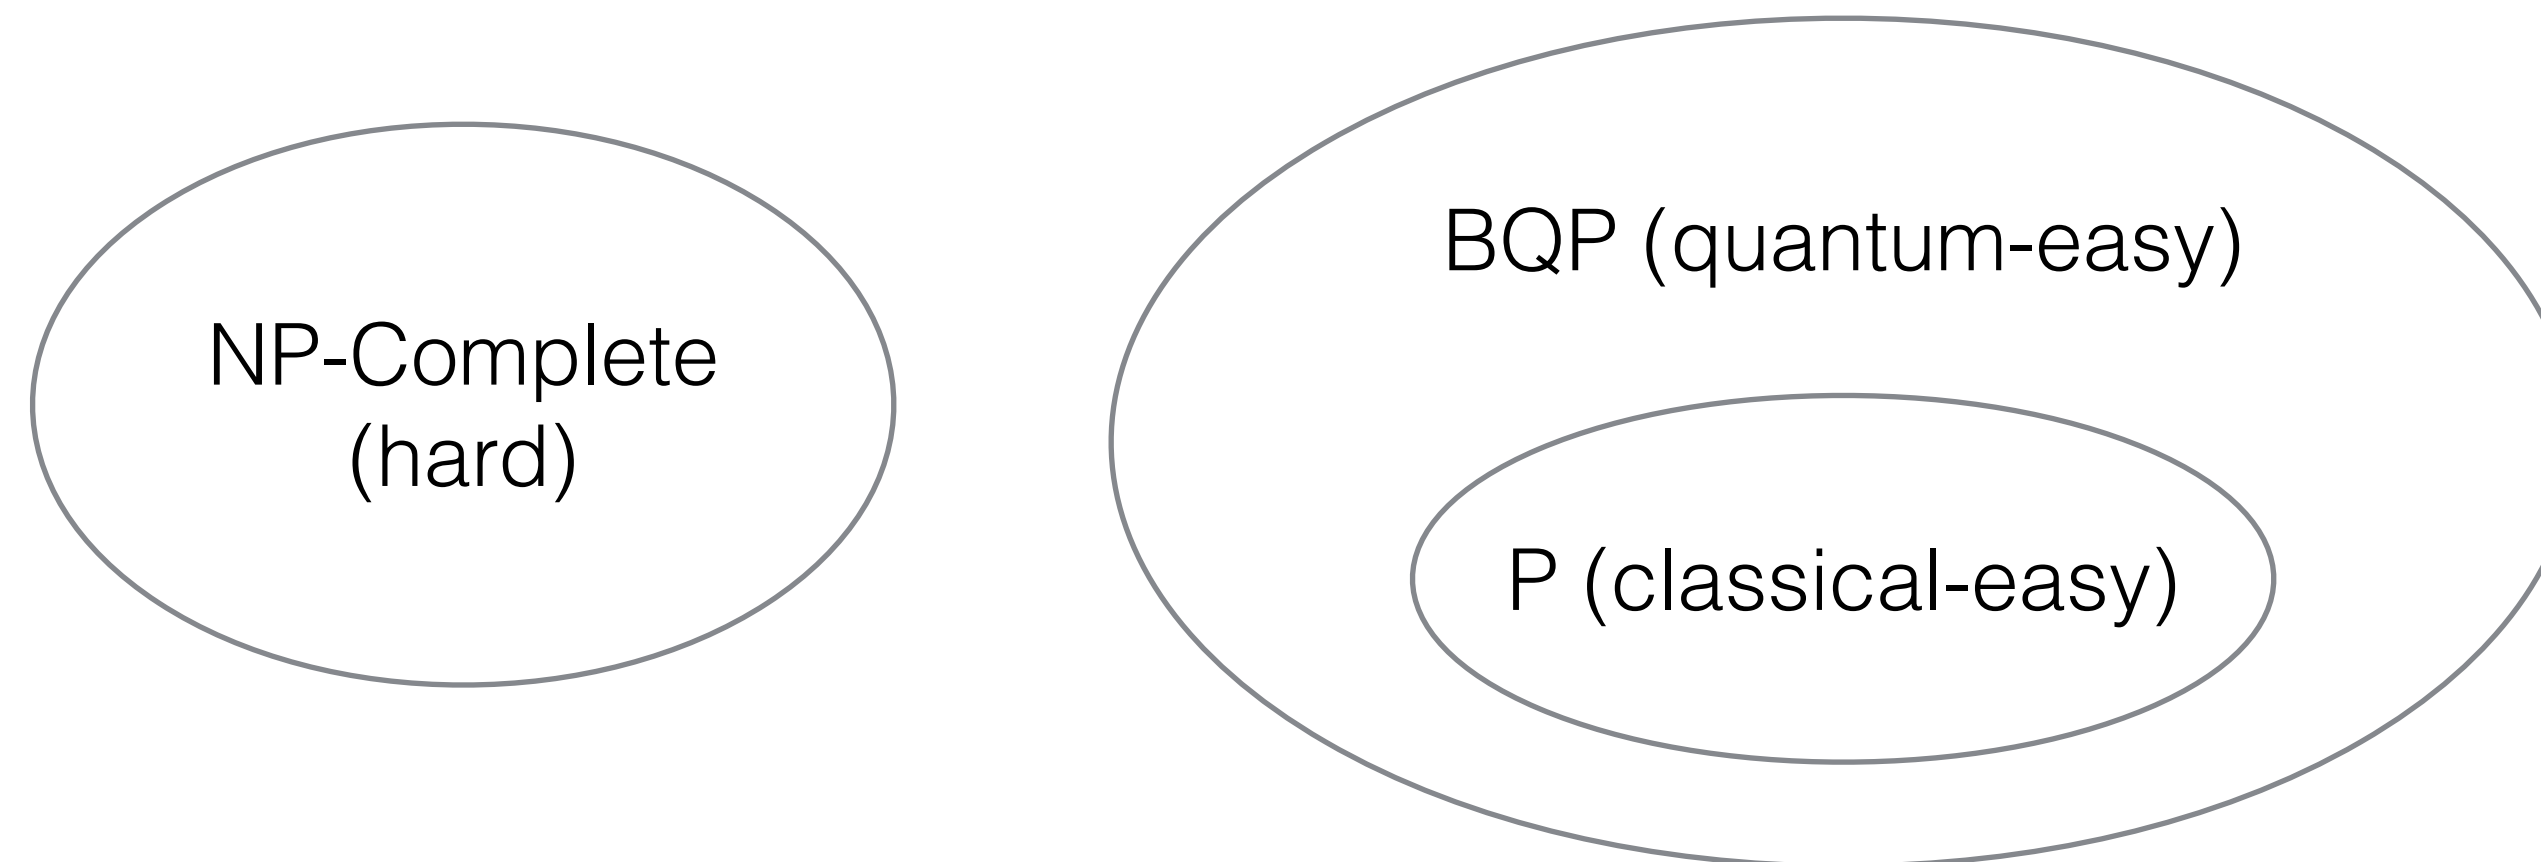 NP-Complete
(hard)
BQP (quantum-easy)
P (classical-easy)